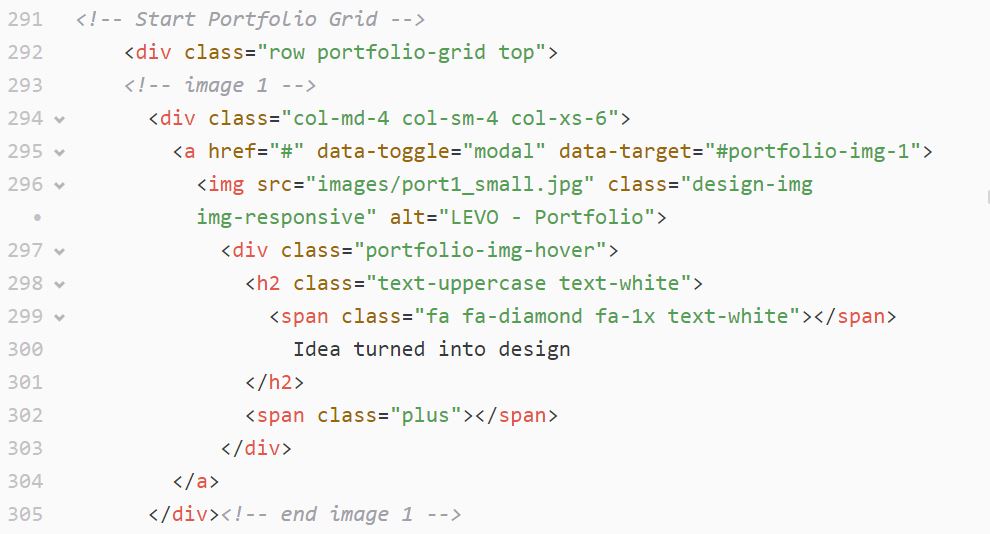 291 <!-- Start Portfolio Grid -->
292 <div class="row portfolio-grid top">
293 <!-- image 1 -->
294 <div class="col-md-4 col-sm-4 col-xs-6">
295 <a href="#" data-toggle="modal" data-target="#portfolio-img-1">
296 <img src="images/port1_small.jpg" class="design-img
img-responsive" alt="LEVO - Portfolio">
297 <div class="portfolio-img-hover">
298 <h2 class="text-uppercase text-white">
299 <span class="fa fa-diamond fa-1x text-white"></span>
300 Idea turned into design
301 </h2>
302 <span class="plus"></span>
303 </div>
304 </a>
305 </div><!-- end image 1 -->